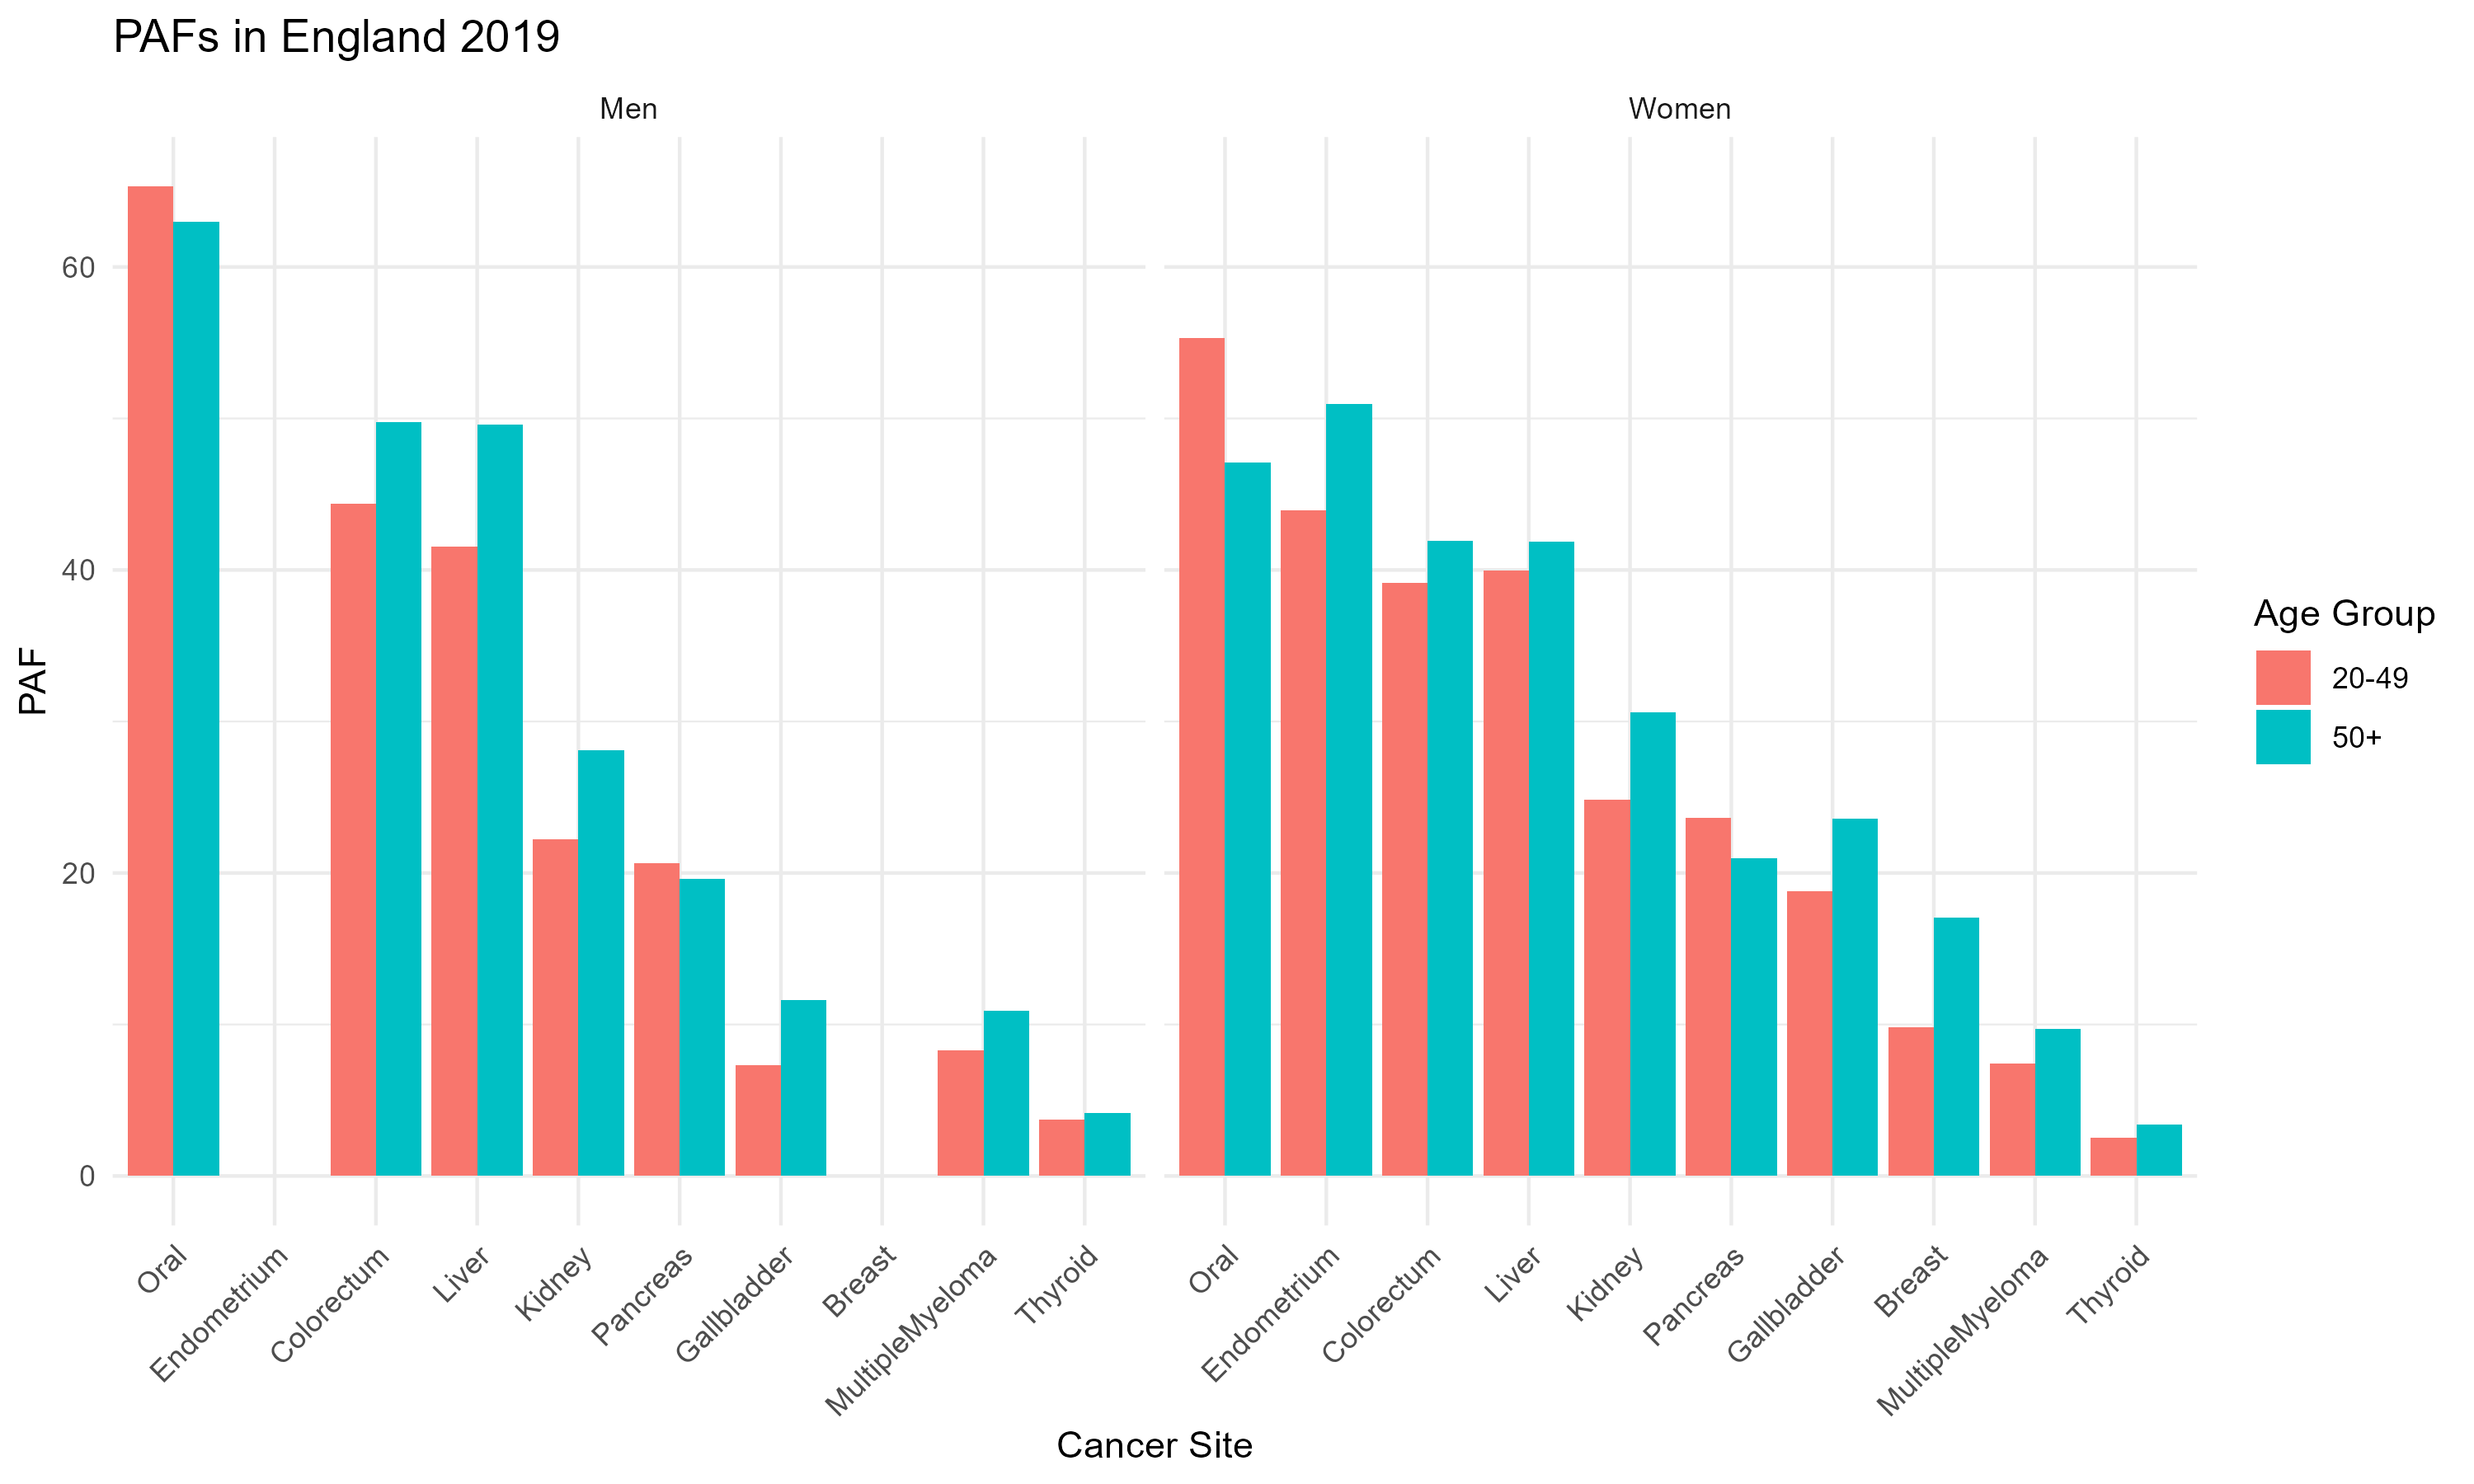 PAFs in England 2019
Men
Women
PAF
60
40
20
0
Oral
Endometrium
Colorectum
Liver
Kidney
Pancreas
Gallbladder
Breast
MultipleMyeloma
Thyroid
Oral
Endometrium
Colorectum
Liver
Kidney
Pancreas
Gallbladder
Breast
MultipleMyeloma
Thyroid
Cancer Site
Age Group
20-49
50+